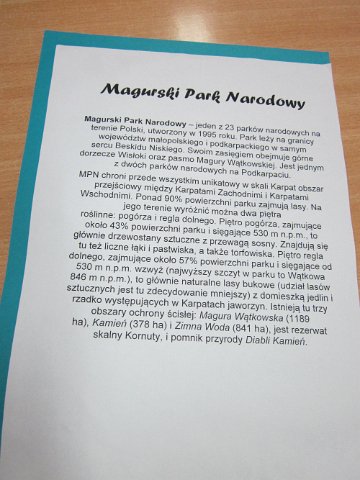 Magurski Park Narodowy
Magurski Park Narodowy – jeden z 23 parków narodowych na
terenie Polski, utworzony w 1995 roku. Park leży na granicy
województw małopolskiego i podkarpackiego w samym
sercu Beskidu Niskiego. Swoim zasięgiem obejmuje górne
dorzecze Wisłoki oraz pasmo Magury Wątkowskiej. Jest jednym
z dwóch parków narodowych na Podkarpaciu.
MPN chroni przede wszystkim unikatowy w skali Karpat obszar
przejściowy między Karpatami Zachodnimi i Karpatami
Wschodnimi. Ponad 90% powierzchni parku zajmują lasy. Na
jego terenie wyróżnić można dwa piętra
roślinne: pogórza i regla dolnego. Piętro pogórza, zajmujące
około 43% powierzchni parku i sięgające 530 m n.p.m., to
głównie drzewostany sztuczne z przewagą sosny. Znajdują się
tu też liczne łąki i pastwiska, a także torfowiska. Piętro regla
dolnego, zajmujące około 57% powierzchni parku i sięgające od
530 m n.p.m. wzwyż (najwyższy szczyt w parku to Wątkowa
846 m n.p.m.), to głównie naturalne lasy bukowe (udział lasów
sztucznych jest tu zdecydowanie mniejszy) z domieszką jedlin i
rzadko występujących w Karpatach jaworzyn. Istnieją tu trzy
obszary ochrony ścisłej: Magura Wątkowska (1189
ha), Kamień (378 ha) i Zimna Woda (841 ha), jest rezerwat
skalny Kornuty, i pomnik przyrody Diabli Kamień.